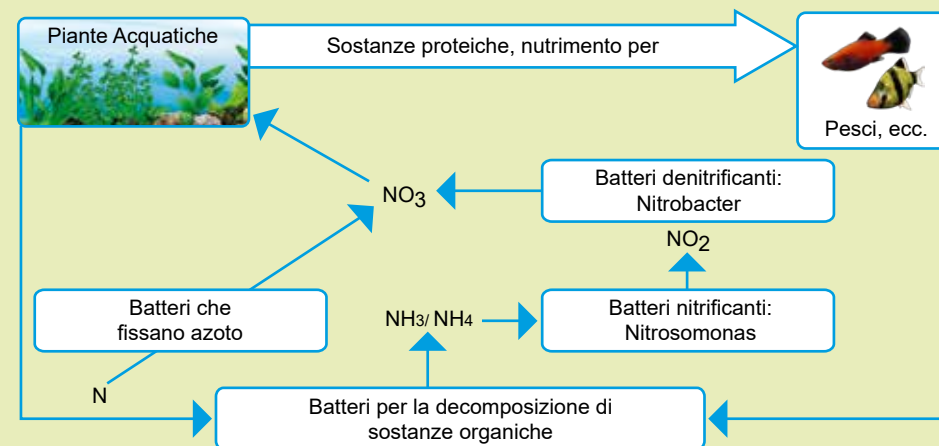 Piante Acquatiche
Sostanze proteiche, nutrimento per
Pesci, ecc.
Batteri denitrificanti:
Nitrobacter
NO3
NO2
Batteri che
fissano azoto
NH3/ NH4
Batteri nitrificanti:
Nitrosomonas
N
Batteri per la decomposizione di
sostanze organiche